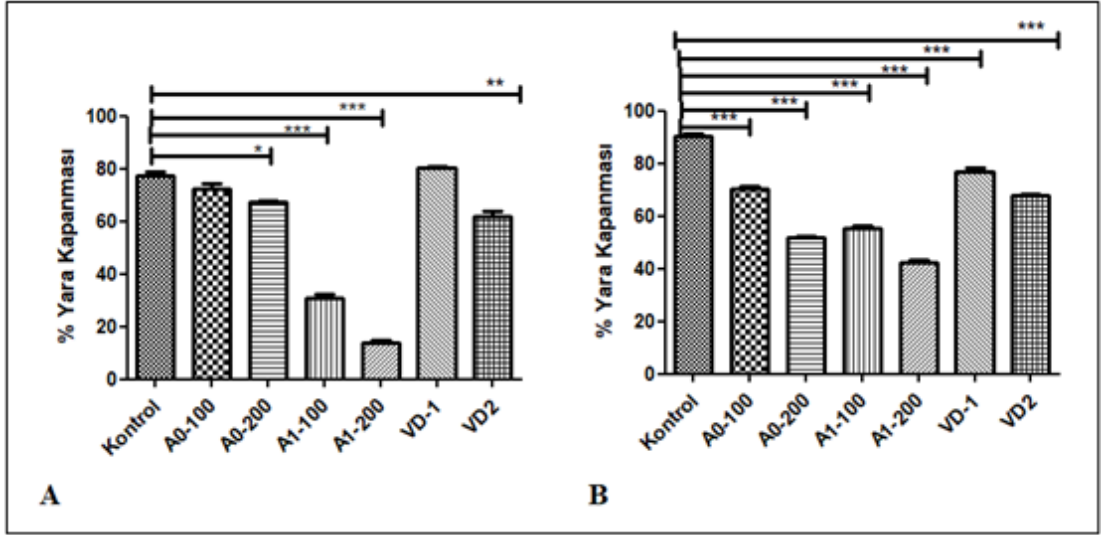 **
***
***
*
100
80
60
40
20
0
% Yara Kapanması
Kontrol
A0-100
A0-200
A1-100
A1-200
VD-1
VD2
A
***
***
***
***
***
***
100
80
60
40
20
0
% Yara Kapanması
Kontrol
A0-100
A0-200
A1-100
A1-200
VD-1
VD2
B